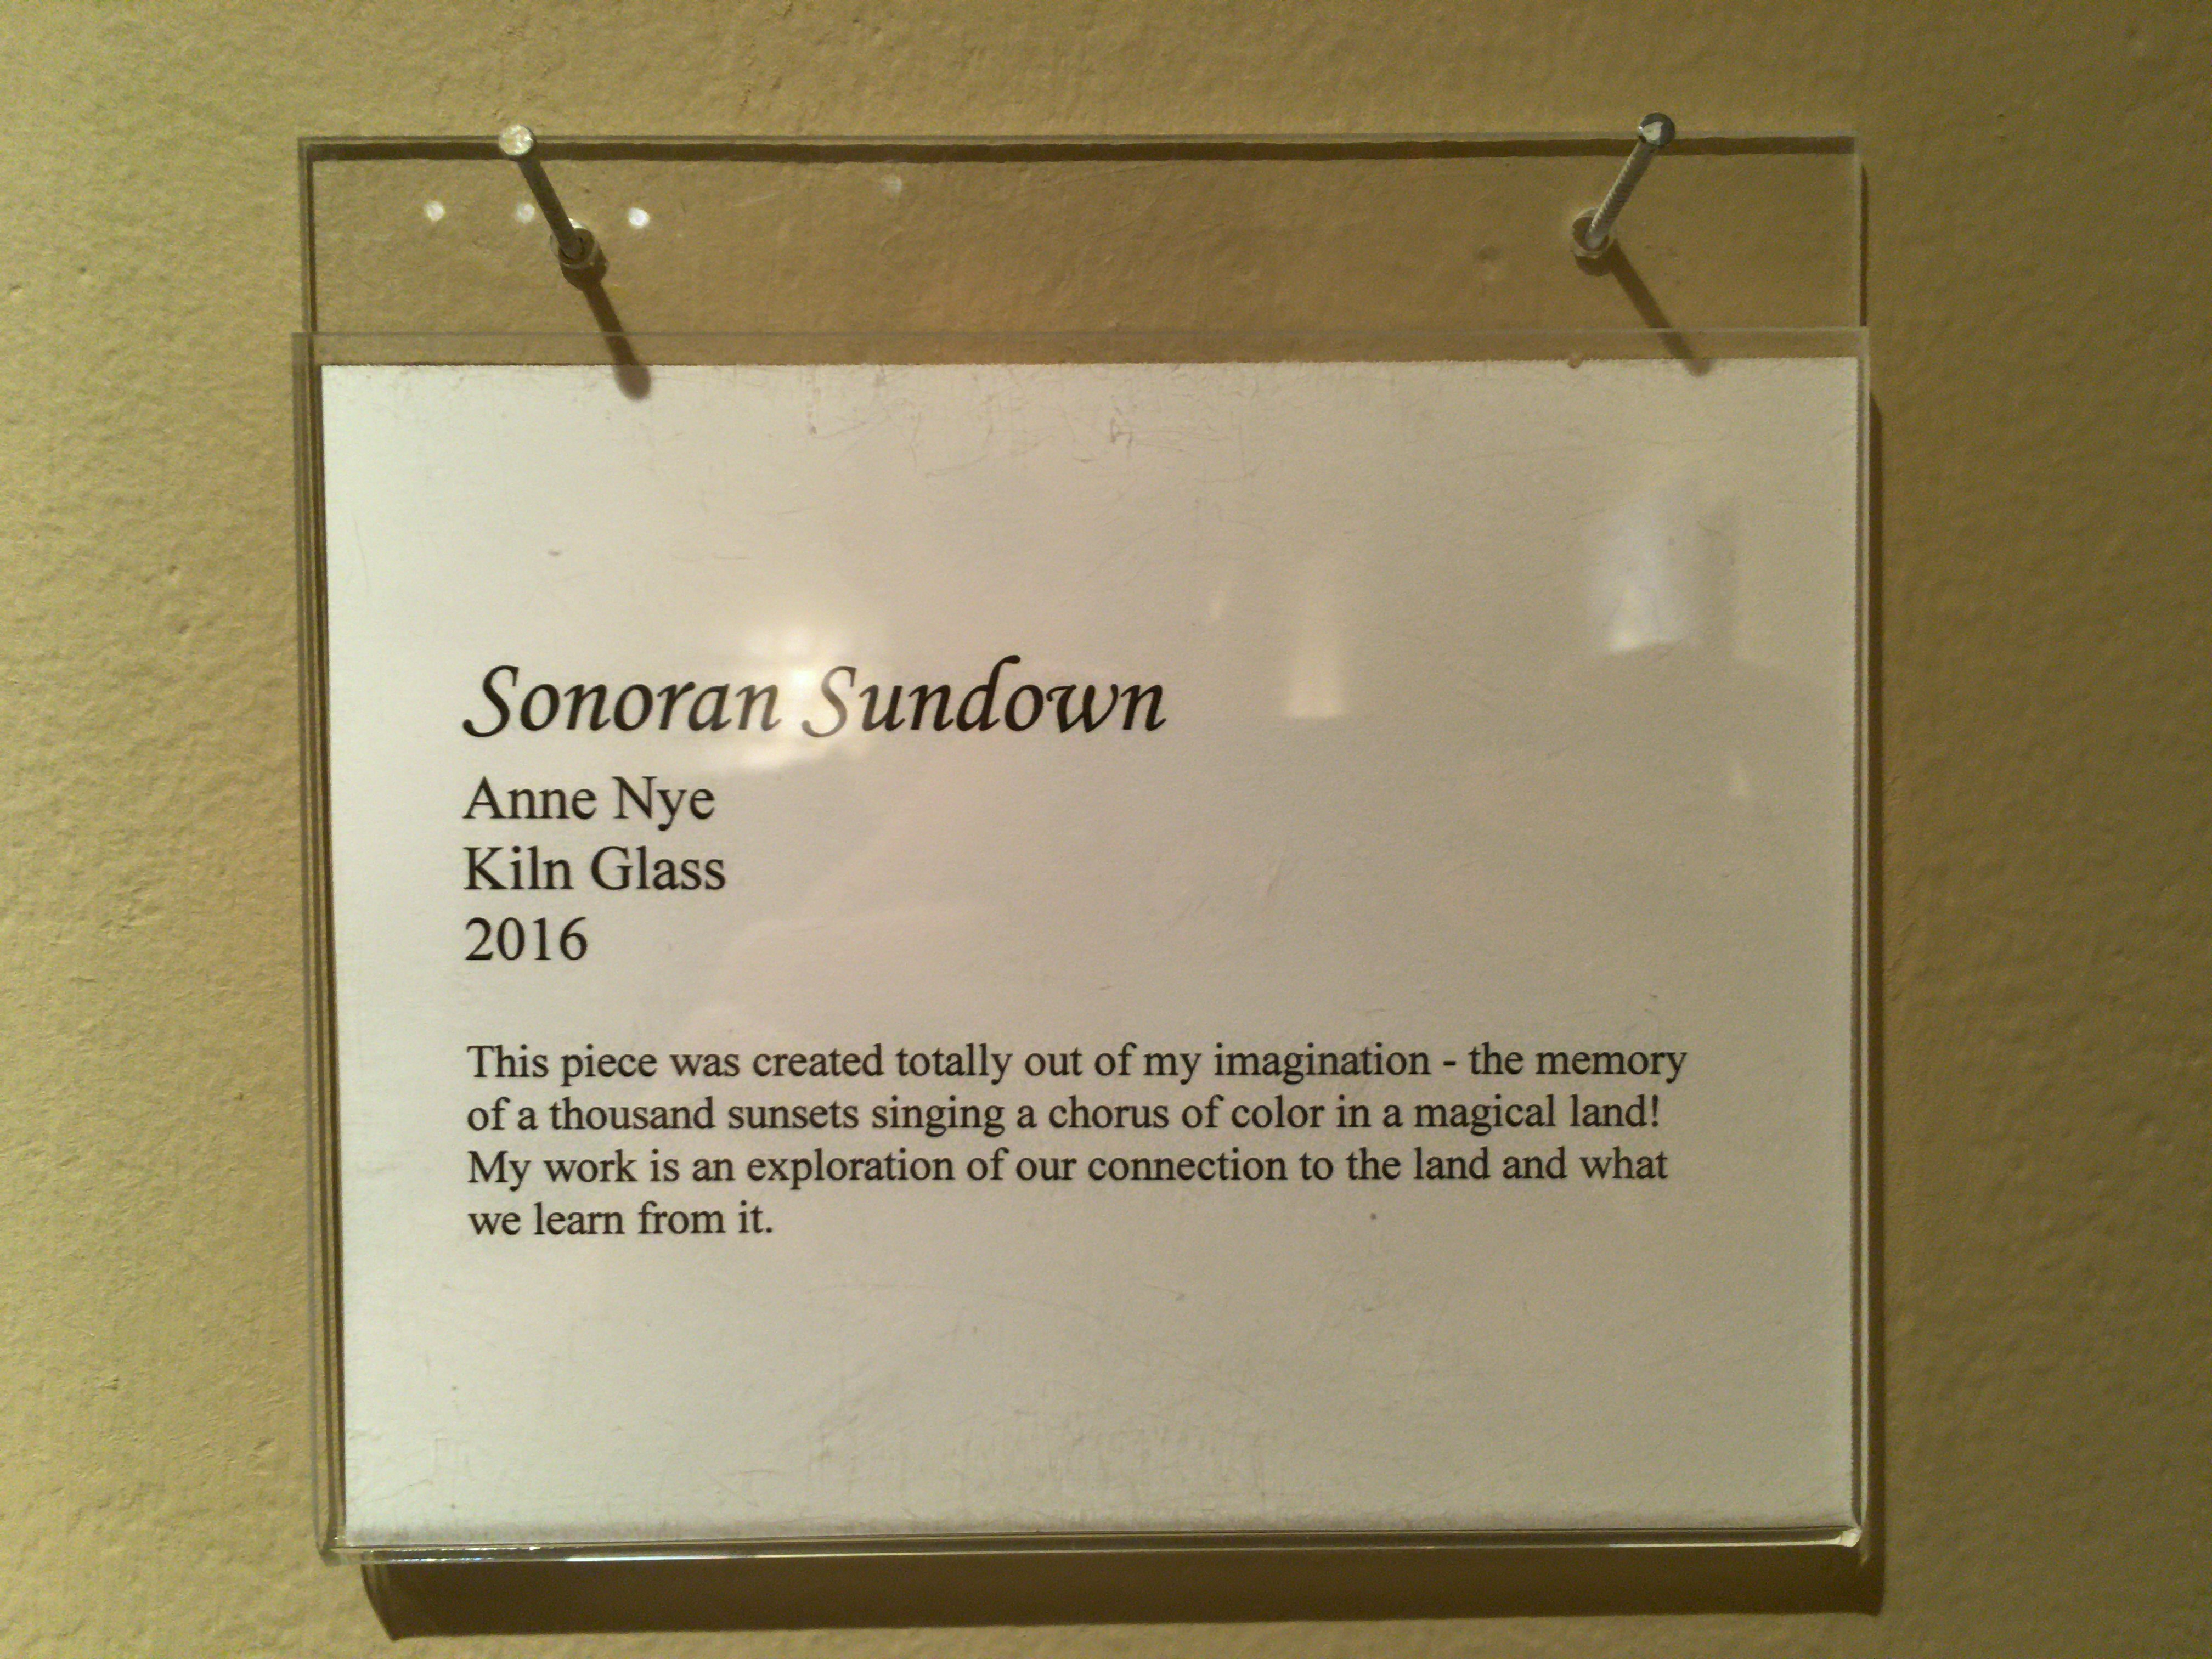 Sonoran Sundown
Anne Nye
Kiln Glass
2016
This piece was created totally out of my imagination - the memory
of a thousand sunsets singing a chorus of color in a magical land!
My work is an exploration of our connection to the land and what
we learn from it.